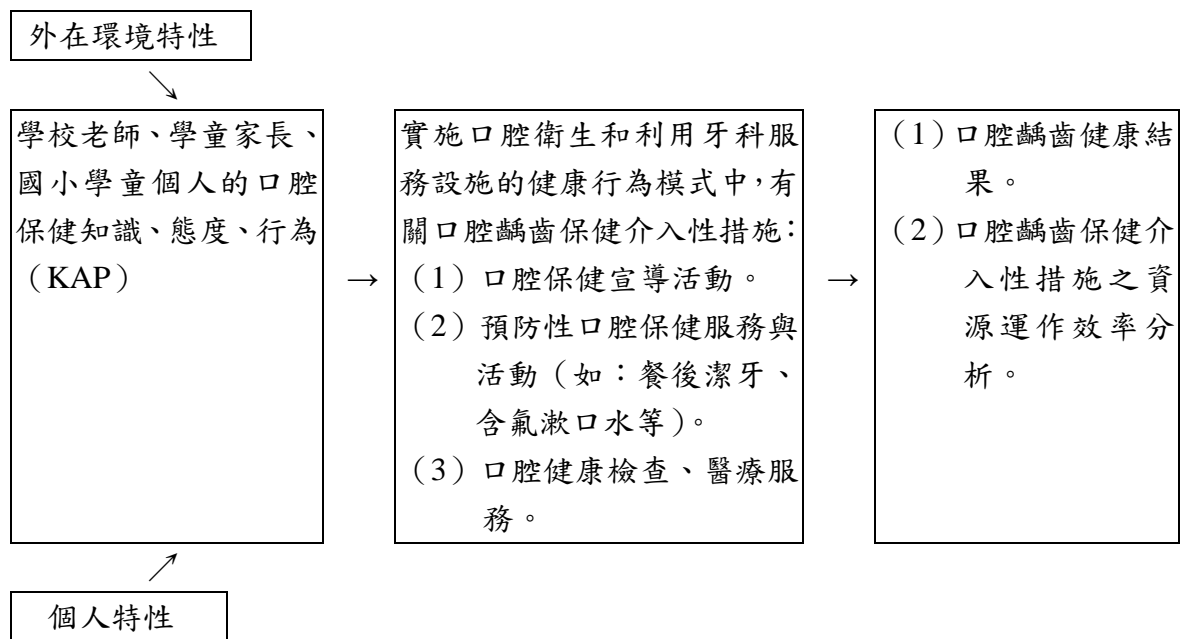 外在環境特性
↘
學校老師、學童家長、
國小學童個人的口腔
保健知識、態度、行為
（KAP）
→
實施口腔衛生和利用牙科服
務設施的健康行為模式中，有
關口腔齲齒保健介入性措施：
（1）口腔保健宣導活動。
（2）預防性口腔保健服務與
活動（如：餐後潔牙、
含氟漱口水等）。
（3）口腔健康檢查、醫療服
務。
→
（1）口腔齲齒健康結
果。
（2）口腔齲齒保健介
入性措施之資
源運作效率分
析。
↗
個人特性